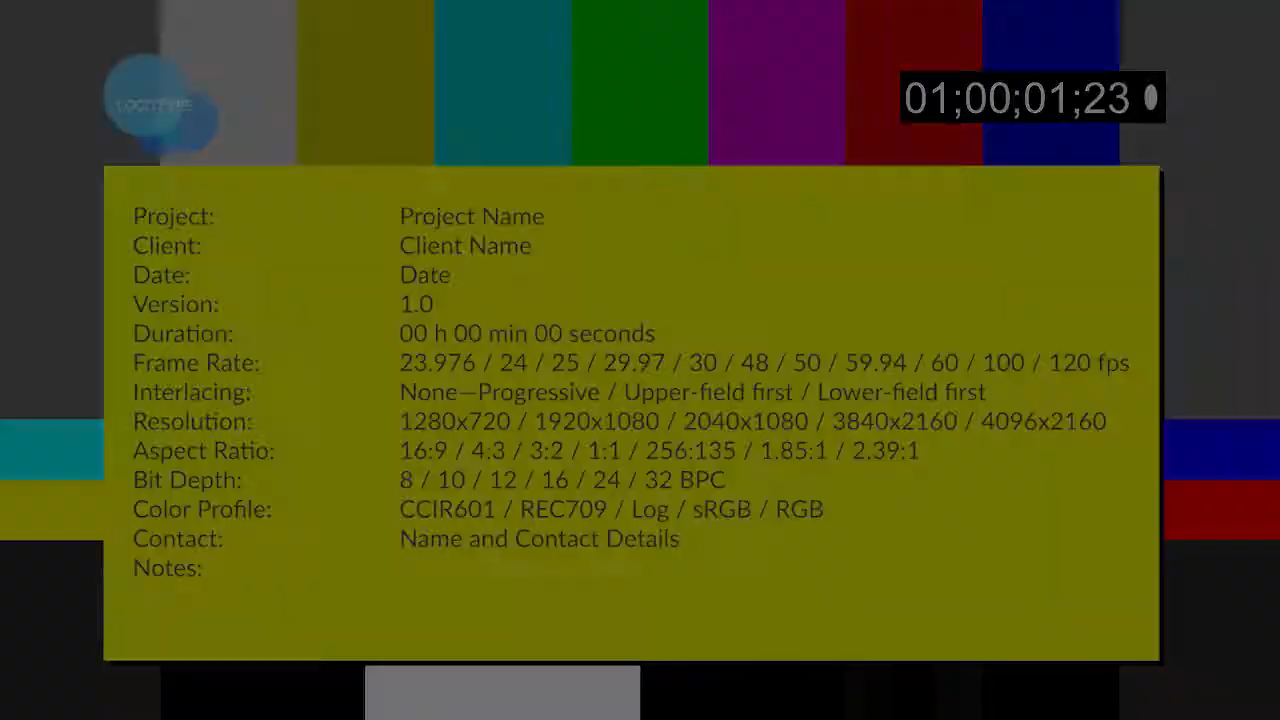 LOGOTYPE
01;00;01;23
Project: Project Name
Client: Client Name
Date: Date
Version: 1.0
Duration: 00 h 00 min 00 seconds
Frame Rate: 23.976 / 24 / 25 / 29.97 / 30 / 48 / 50 / 59.94 / 60 / 100 / 120 fps
Interlacing: None—Progressive / Upper-field first / Lower-field first
Resolution: 1280x720 / 1920x1080 / 2040x1080 / 3840x2160 / 4096x2160
Aspect Ratio: 16:9 / 4:3 / 3:2 / 1:1 / 256:135 / 1.85:1 / 2.39:1
Bit Depth: 8 / 10 / 12 / 16 / 24 / 32 BPC
Color Profile: CCIR601 / REC709 / Log / sRGB / RGB
Contact: Name and Contact Details
Notes: